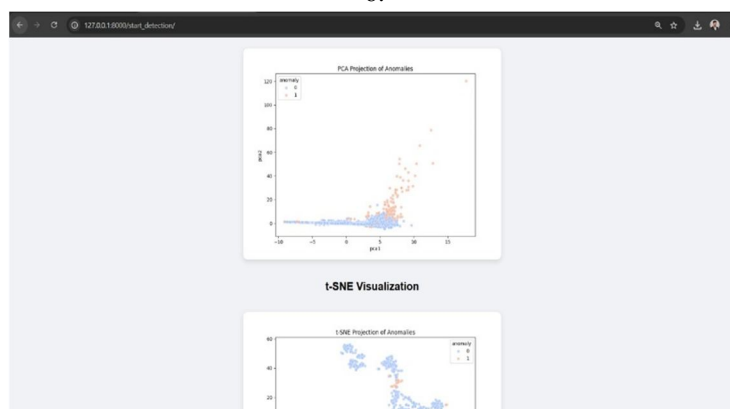 127.0.0.1:8000/start_detection/
PCA Projection of Anomalies
anomaly
0
1
120
100
80
60
40
20
0
pca2
-10
-5
0
5
10
15
pca1
t-SNE Visualization
t-SNE Projection of Anomalies
anomaly
0
1
60
40
20